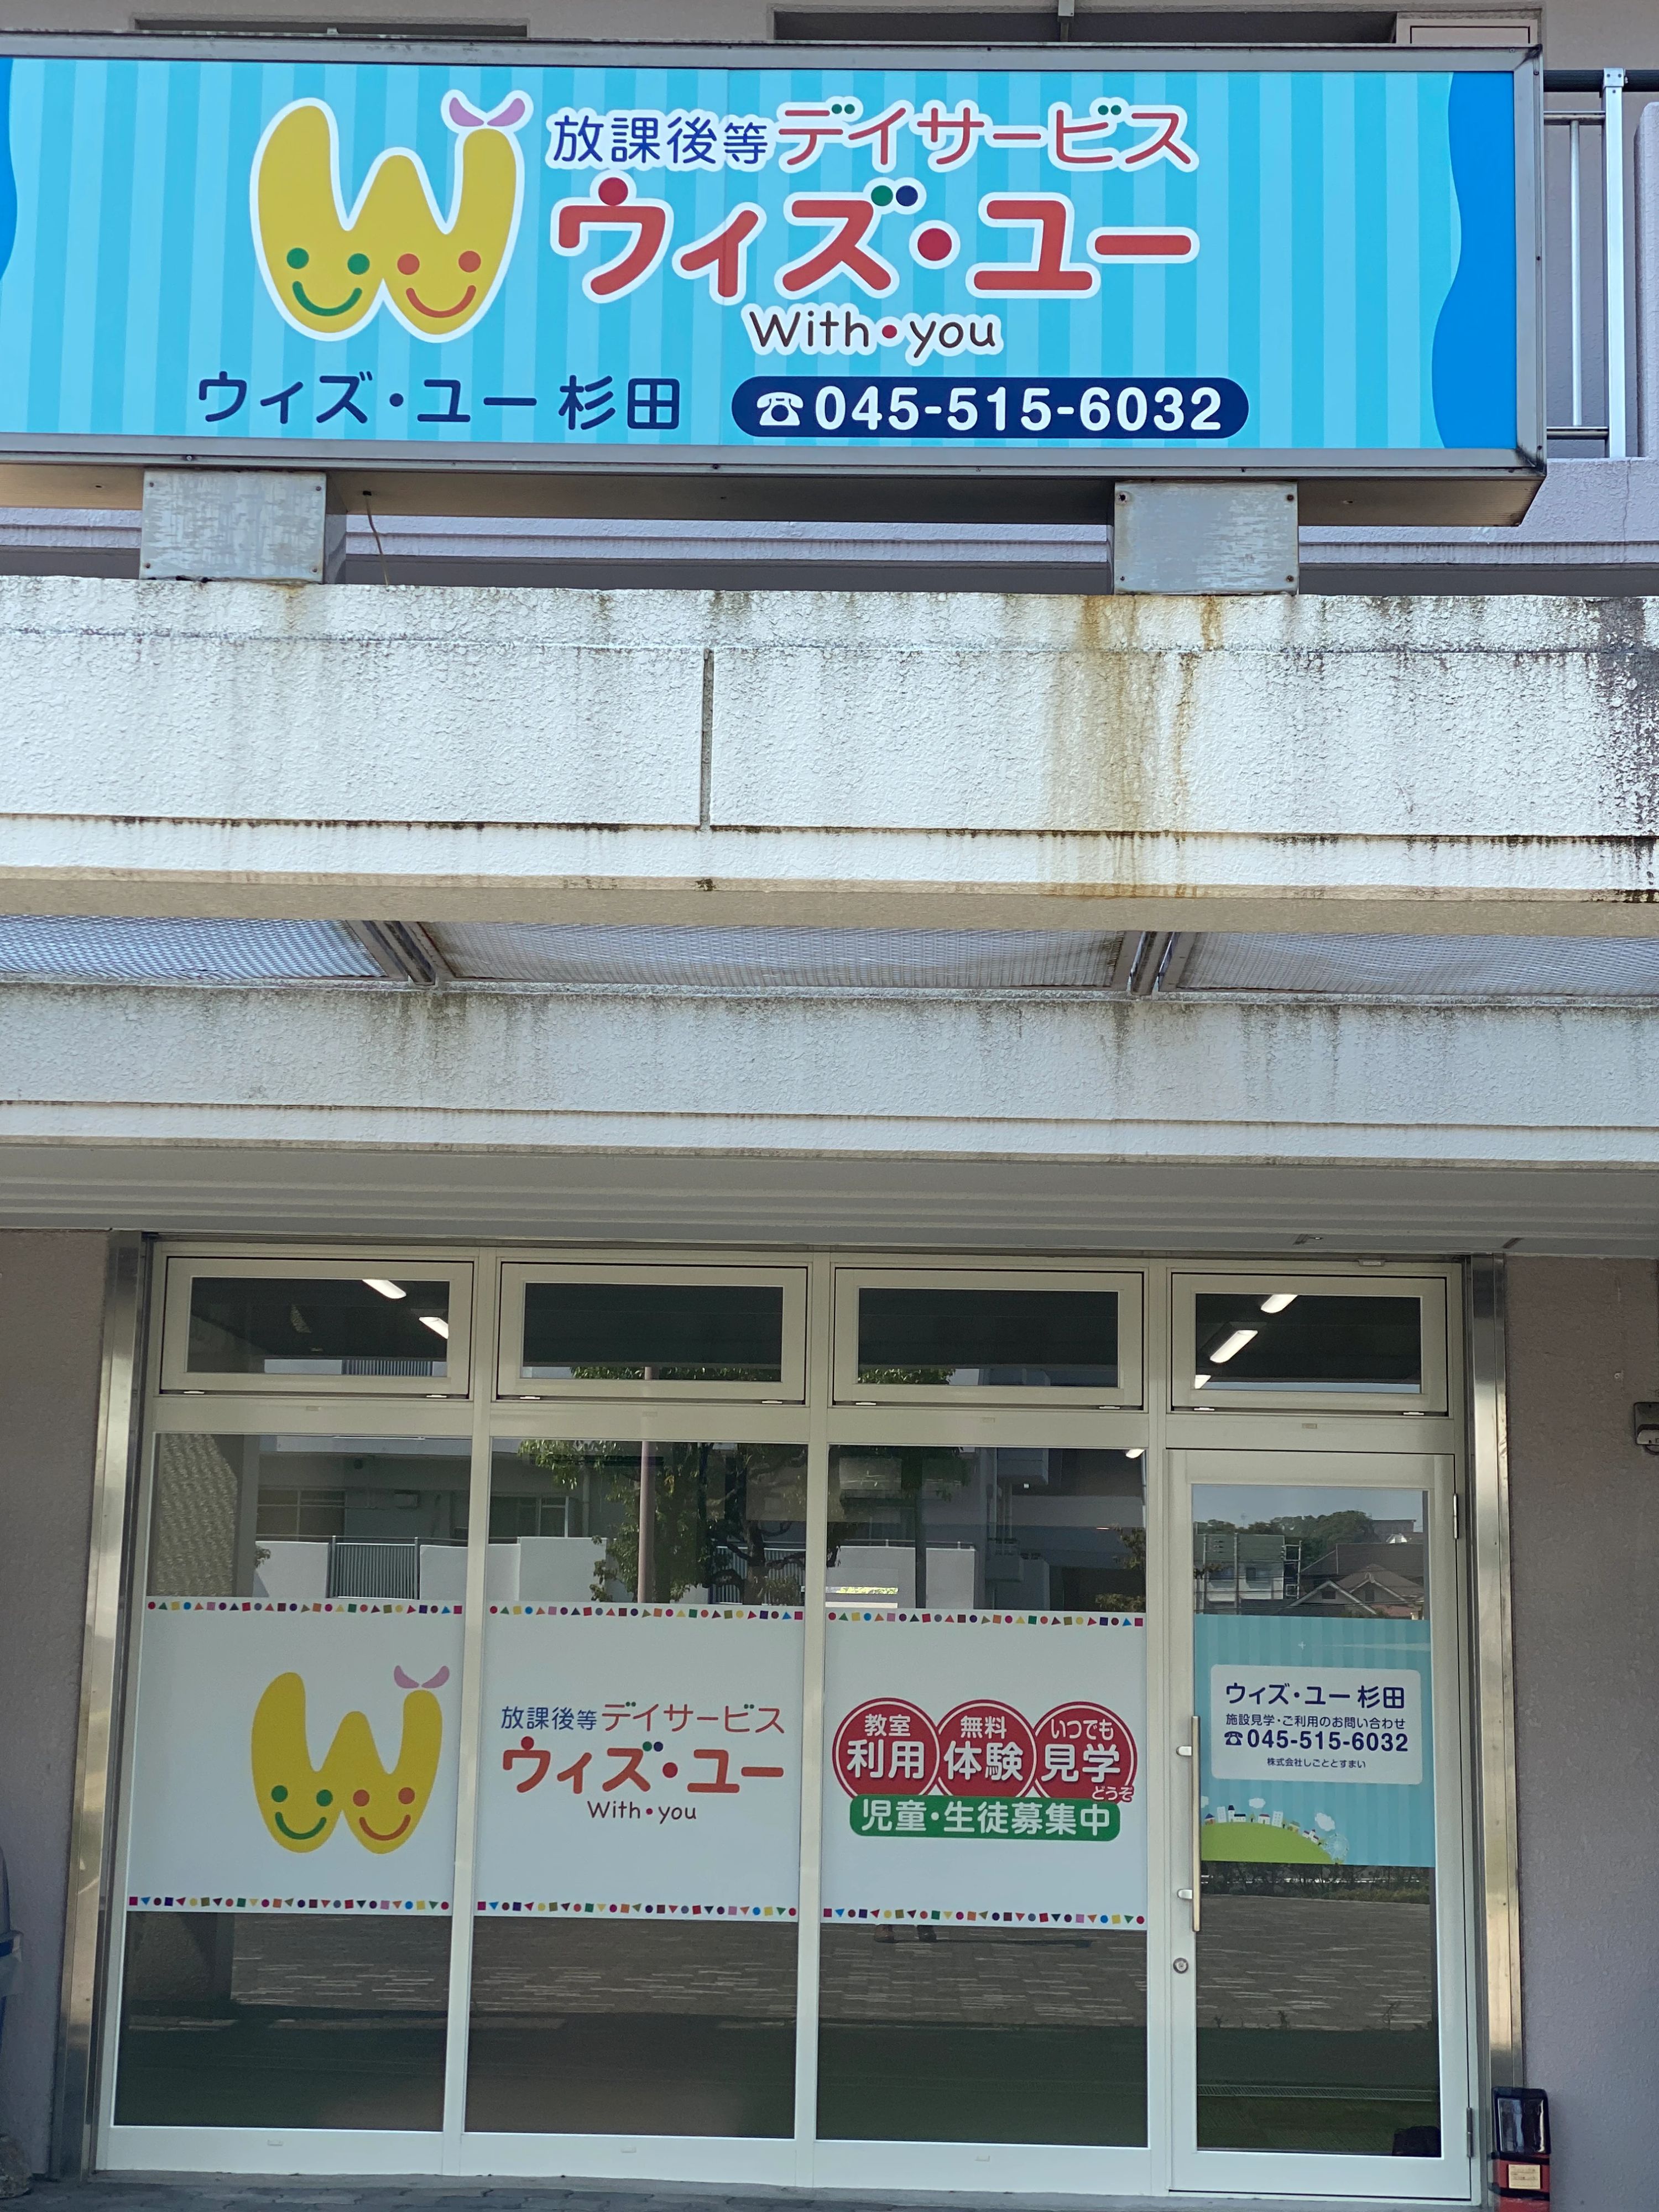 放課後等デイサービス
ウィズ・ユー
With・you
ウィズ・ユー 杉田 ☎045-515-6032
放課後等デイサービス
ウィズ・ユー
With・you
教室 無料 いつでも
利用 体験 見学
どうぞ
児童・生徒募集中
ウィズ・ユー 杉田
施設見学・ご利用のお問い合わせ
☎045-515-6032
株式会社しごととすまい